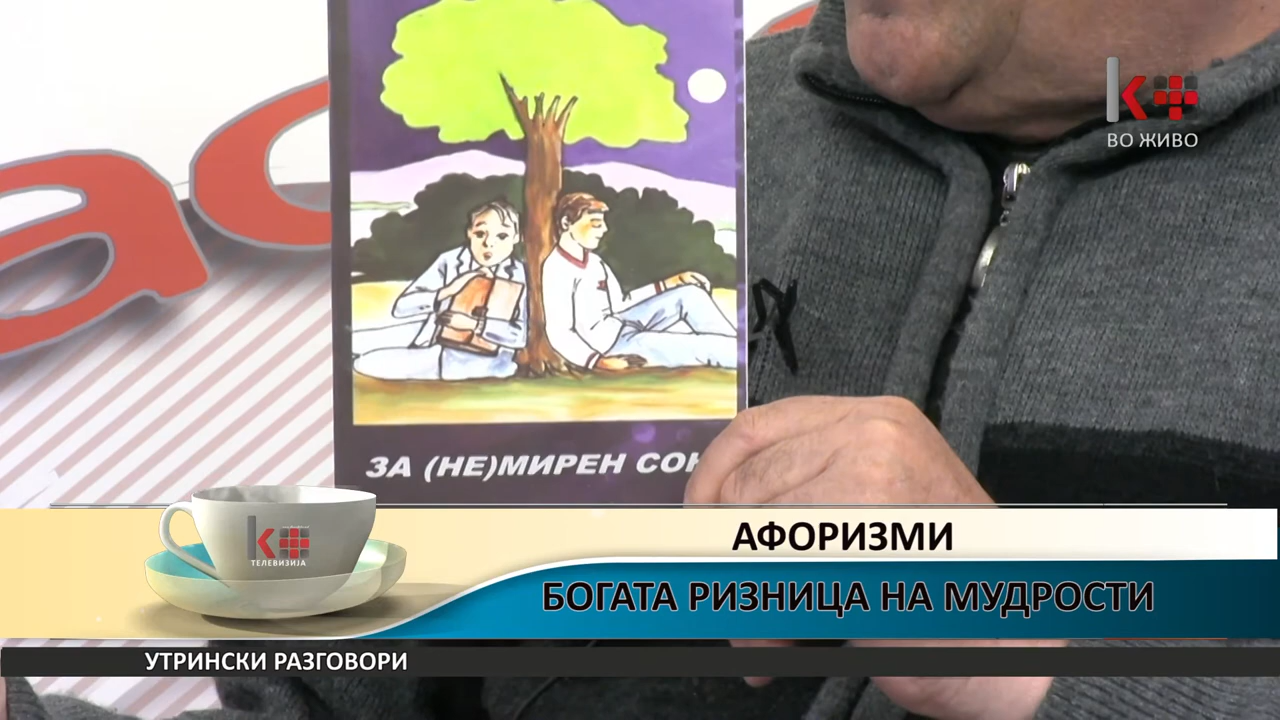 K+
ВО ЖИВО
ЗА (НЕ)МИРЕН СОН
K+
ТЕЛЕВИЗИЈА
АФОРИЗМИ
БОГАТА РИЗНИЦА НА МУДРОСТИ
УТРИНСКИ РАЗГОВОРИ